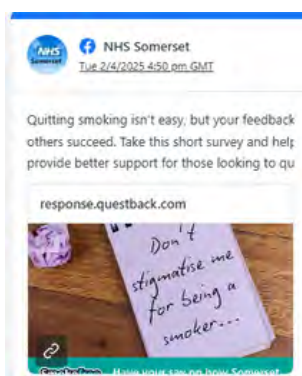 NHS
Somerset
NHS Somerset
Tue 2/4/2025 4:50 pm GMT
Quitting smoking isn't easy, but your feedback
others succeed. Take this short survey and help
provide better support for those looking to qu
response.questback.com
Don't
stigmatise me
for being a
smoker...
Smokefree Have your say on how Somerset